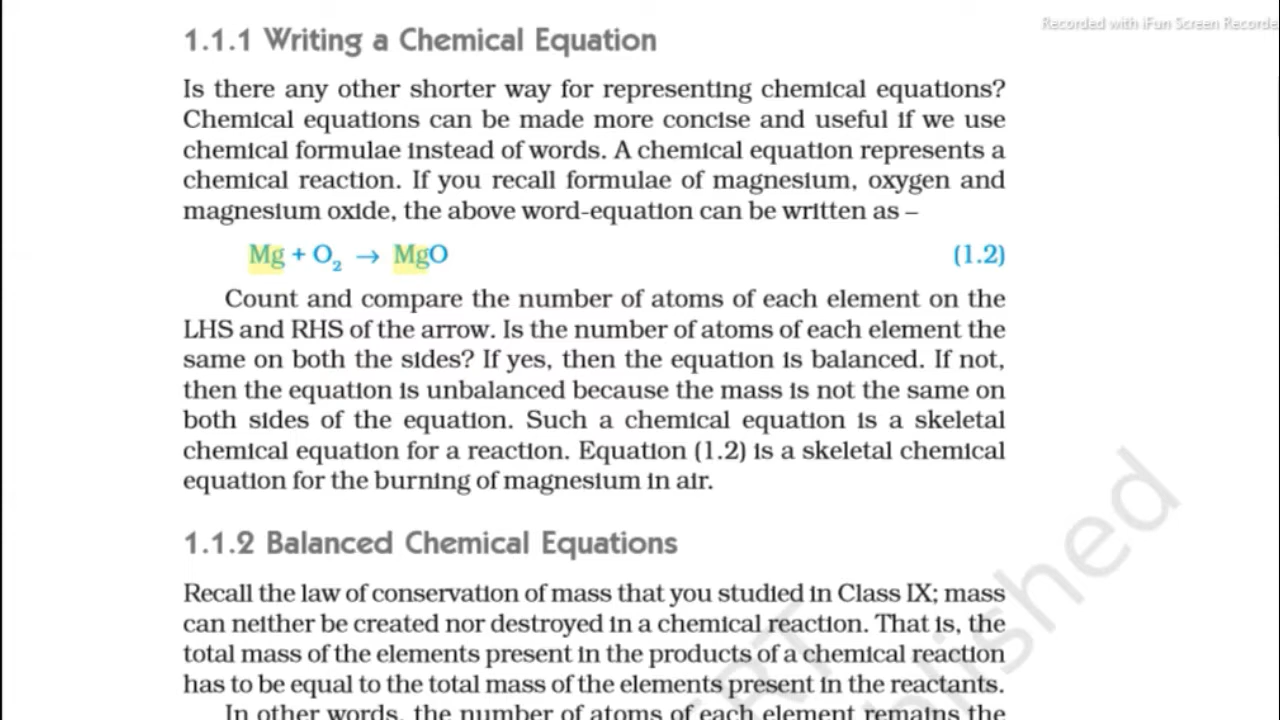 Recorded with iFun Screen Recorde
1.1.1 Writing a Chemical Equation
Is there any other shorter way for representing chemical equations?
Chemical equations can be made more concise and useful if we use
chemical formulae instead of words. A chemical equation represents a
chemical reaction. If you recall formulae of magnesium, oxygen and
magnesium oxide, the above word-equation can be written as –
Mg + O₂ → MgO (1.2)
Count and compare the number of atoms of each element on the
LHS and RHS of the arrow. Is the number of atoms of each element the
same on both the sides? If yes, then the equation is balanced. If not,
then the equation is unbalanced because the mass is not the same on
both sides of the equation. Such a chemical equation is a skeletal
chemical equation for a reaction. Equation (1.2) is a skeletal chemical
equation for the burning of magnesium in air.
1.1.2 Balanced Chemical Equations
Recall the law of conservation of mass that you studied in Class IX; mass
can neither be created nor destroyed in a chemical reaction. That is, the
total mass of the elements present in the products of a chemical reaction
has to be equal to the total mass of the elements present in the reactants.
In other words, the number of atoms of each element remains the